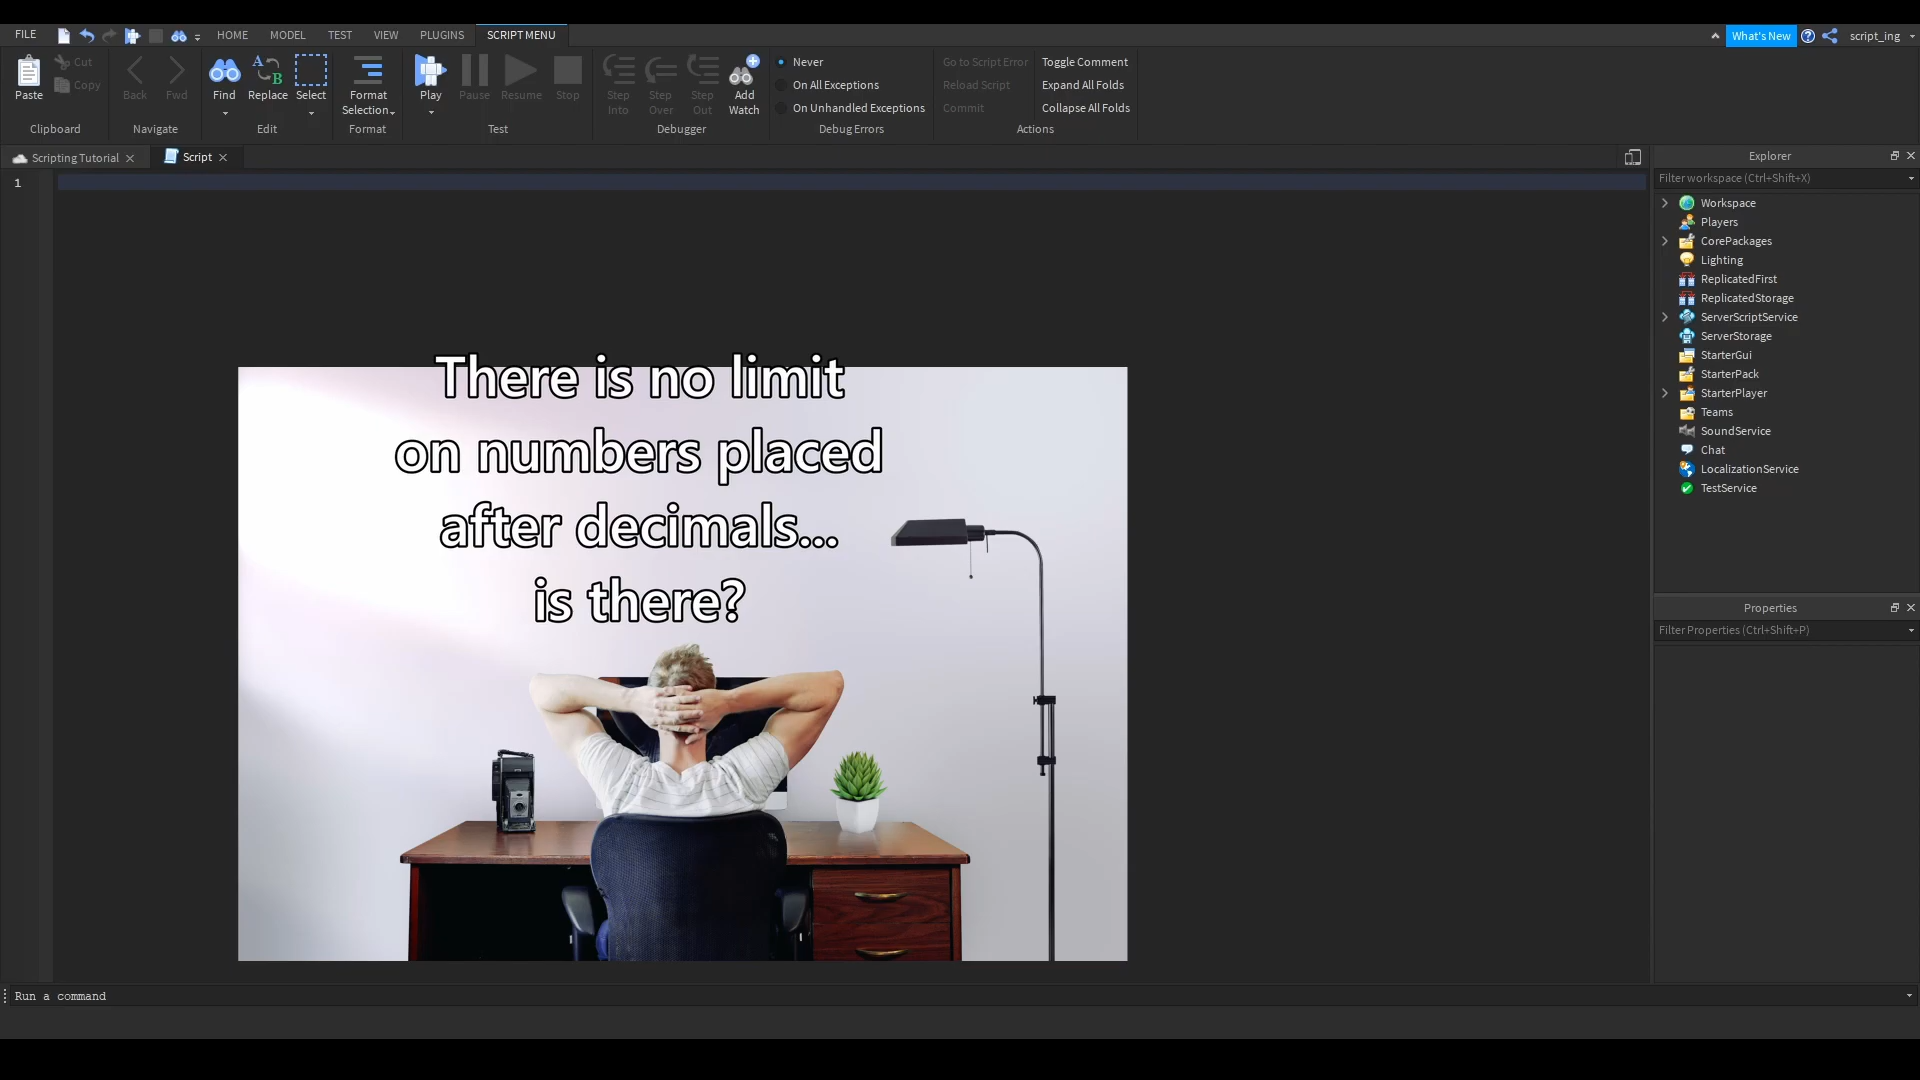 FILE
HOME
MODEL
TEST
VIEW
PLUGINS
SCRIPT MENU
What's New
script_ing
Paste
Cut
Copy
Clipboard
Back
Fwd
Navigate
Find
Replace
Select
Edit
Format
Selection
Format
Play
Pause
Resume
Stop
Test
Step
Into
Step
Over
Step
Out
Add
Watch
Debugger
Never
On All Exceptions
On Unhandled Exceptions
Debug Errors
Go to Script Error
Reload Script
Commit
Toggle Comment
Expand All Folds
Collapse All Folds
Actions
Scripting Tutorial
Script
1
There is no limit
on numbers placed
after decimals...
is there?
Explorer
Filter workspace (Ctrl+Shift+X)
Workspace
Players
CorePackages
Lighting
ReplicatedFirst
ReplicatedStorage
ServerScriptService
ServerStorage
StarterGui
StarterPack
StarterPlayer
Teams
SoundService
Chat
LocalizationService
TestService
Properties
Filter Properties (Ctrl+Shift+P)
Run a command